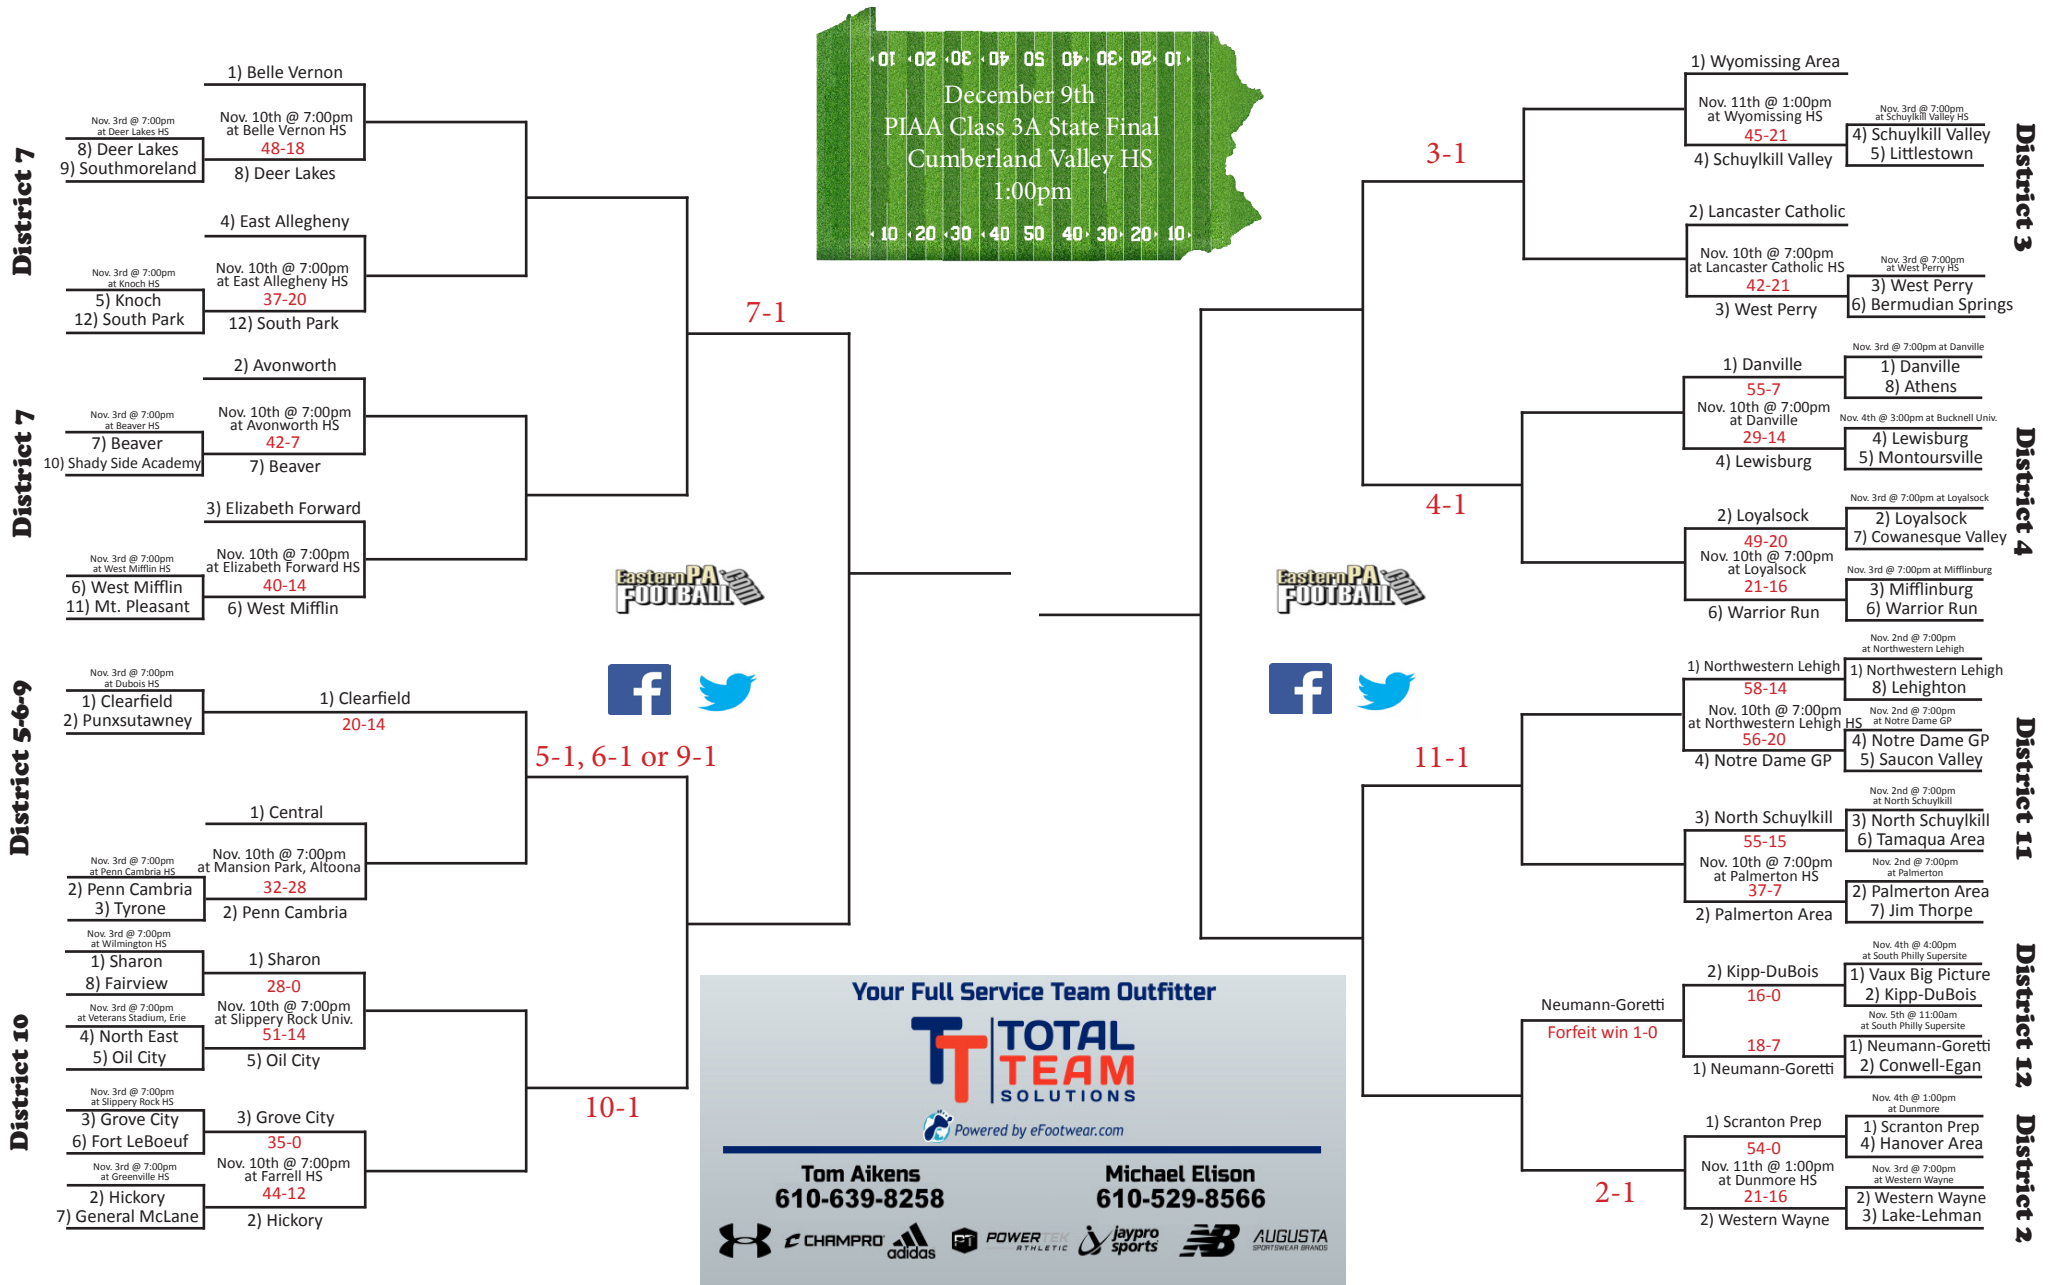 10 20 30 40 50 40 30 20 10
December 9th
PIAA Class 3A State Final
Cumberland Valley HS
1:00pm
10 20 30 40 50 40 30 20 10
District 7
1) Belle Vernon
Nov. 10th @ 7:00pm
at Belle Vernon HS
48-18
8) Deer Lakes
Nov. 3rd @ 7:00pm
at Deer Lakes HS
8) Deer Lakes
9) Southmoreland
4) East Allegheny
Nov. 10th @ 7:00pm
at East Allegheny HS
37-20
12) South Park
Nov. 3rd @ 7:00pm
at Knoch HS
5) Knoch
12) South Park
7-1
District 7
2) Avonworth
Nov. 10th @ 7:00pm
at Avonworth HS
42-7
7) Beaver
Nov. 3rd @ 7:00pm
at Beaver HS
7) Beaver
10) Shady Side Academy
3) Elizabeth Forward
Nov. 10th @ 7:00pm
at Elizabeth Forward HS
40-14
6) West Mifflin
Nov. 3rd @ 7:00pm
at West Mifflin HS
6) West Mifflin
11) Mt. Pleasant
EasternPA
FOOTBALL.com
District 5-6-9
Nov. 3rd @ 7:00pm
at Dubois HS
1) Clearfield
2) Punxsutawney
1) Clearfield
20-14
5-1, 6-1 or 9-1
1) Central
Nov. 10th @ 7:00pm
at Mansion Park, Altoona
32-28
2) Penn Cambria
Nov. 3rd @ 7:00pm
at Penn Cambria HS
2) Penn Cambria
3) Tyrone
District 10
Nov. 3rd @ 7:00pm
at Wilmington HS
1) Sharon
8) Fairview
1) Sharon
28-0
Nov. 10th @ 7:00pm
at Slippery Rock Univ.
51-14
5) Oil City
Nov. 3rd @ 7:00pm
at Veterans Stadium, Erie
4) North East
5) Oil City
Nov. 3rd @ 7:00pm
at Slippery Rock HS
3) Grove City
6) Fort LeBoeuf
3) Grove City
35-0
Nov. 10th @ 7:00pm
at Farrell HS
44-12
2) Hickory
Nov. 3rd @ 7:00pm
at Greenville HS
2) Hickory
7) General McLane
10-1
District 3
1) Wyomissing Area
Nov. 11th @ 1:00pm
at Wyomissing HS
45-21
4) Schuylkill Valley
Nov. 3rd @ 7:00pm
at Schuylkill Valley HS
4) Schuylkill Valley
5) Littlestown
3-1
2) Lancaster Catholic
Nov. 10th @ 7:00pm
at Lancaster Catholic HS
42-21
3) West Perry
Nov. 3rd @ 7:00pm
at West Perry HS
3) West Perry
6) Bermudian Springs
District 4
Nov. 3rd @ 7:00pm at Danville
1) Danville
8) Athens
1) Danville
55-7
Nov. 10th @ 7:00pm
at Danville
29-14
4) Lewisburg
Nov. 4th @ 3:00pm at Bucknell Univ.
4) Lewisburg
5) Montoursville
4-1
Nov. 3rd @ 7:00pm at Loyalsock
2) Loyalsock
7) Cowanesque Valley
2) Loyalsock
49-20
Nov. 10th @ 7:00pm
at Loyalsock
21-16
6) Warrior Run
Nov. 3rd @ 7:00pm at Mifflinburg
3) Mifflinburg
6) Warrior Run
EasternPA
FOOTBALL.com
District 11
Nov. 2nd @ 7:00pm
at Northwestern Lehigh
1) Northwestern Lehigh
8) Lehighton
1) Northwestern Lehigh
58-14
Nov. 10th @ 7:00pm
at Northwestern Lehigh HS
56-20
4) Notre Dame GP
Nov. 2nd @ 7:00pm
at Notre Dame GP
4) Notre Dame GP
5) Saucon Valley
11-1
Nov. 2nd @ 7:00pm
at North Schuylkill
3) North Schuylkill
6) Tamaqua Area
3) North Schuylkill
55-15
Nov. 10th @ 7:00pm
at Palmerton HS
37-7
2) Palmerton Area
Nov. 2nd @ 7:00pm
at Palmerton
2) Palmerton Area
7) Jim Thorpe
District 12
Nov. 4th @ 4:00pm
at South Philly Supersite
1) Vaux Big Picture
2) Kipp-DuBois
2) Kipp-DuBois
16-0
Neumann-Goretti
Forfeit win 1-0
18-7
1) Neumann-Goretti
Nov. 5th @ 11:00am
at South Philly Supersite
1) Neumann-Goretti
2) Conwell-Egan
District 2
Nov. 4th @ 1:00pm
at Dunmore
1) Scranton Prep
4) Hanover Area
1) Scranton Prep
54-0
Nov. 11th @ 1:00pm
at Dunmore HS
21-16
2) Western Wayne
Nov. 3rd @ 7:00pm
at Western Wayne
2) Western Wayne
3) Lake-Lehman
2-1
Your Full Service Team Outfitter
TT TOTAL
TEAM
SOLUTIONS
Powered by eFootwear.com
Tom Aikens
610-639-8258
Michael Elison
610-529-8566
CHAMPRO
adidas
PT
POWERTEK
ATHLETIC
jaypro
sports
NB
AUGUSTA
SPORTSWEAR BRANDS